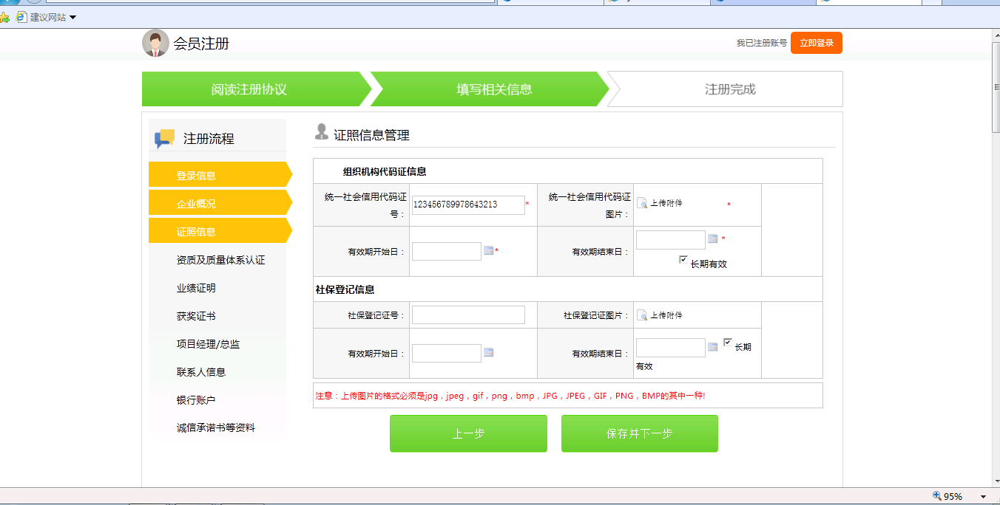 建议网站
会员注册
我已注册账号 立即登录
阅读注册协议 填写相关信息 注册完成
注册流程
登录信息
企业概况
证照信息
资质及质量体系认证
业绩证明
获奖证书
项目经理/总监
联系人信息
银行账户
诚信承诺书等资料
证照信息管理
组织机构代码证信息
统一社会信用代码证
号：
123456789978643213 *
统一社会信用代码证
图片：
上传附件 *
有效期开始日：
*
有效期结束日：
*
长期有效
社保登记信息
社保登记证号：
社保登记证图片：
上传附件
有效期开始日：
有效期结束日：
长期
有效
注意：上传图片的格式必须是jpg，jpeg，gif，png，bmp，JPG，JPEG，GIF，PNG，BMP的其中一种!
上一步 保存并下一步
95%